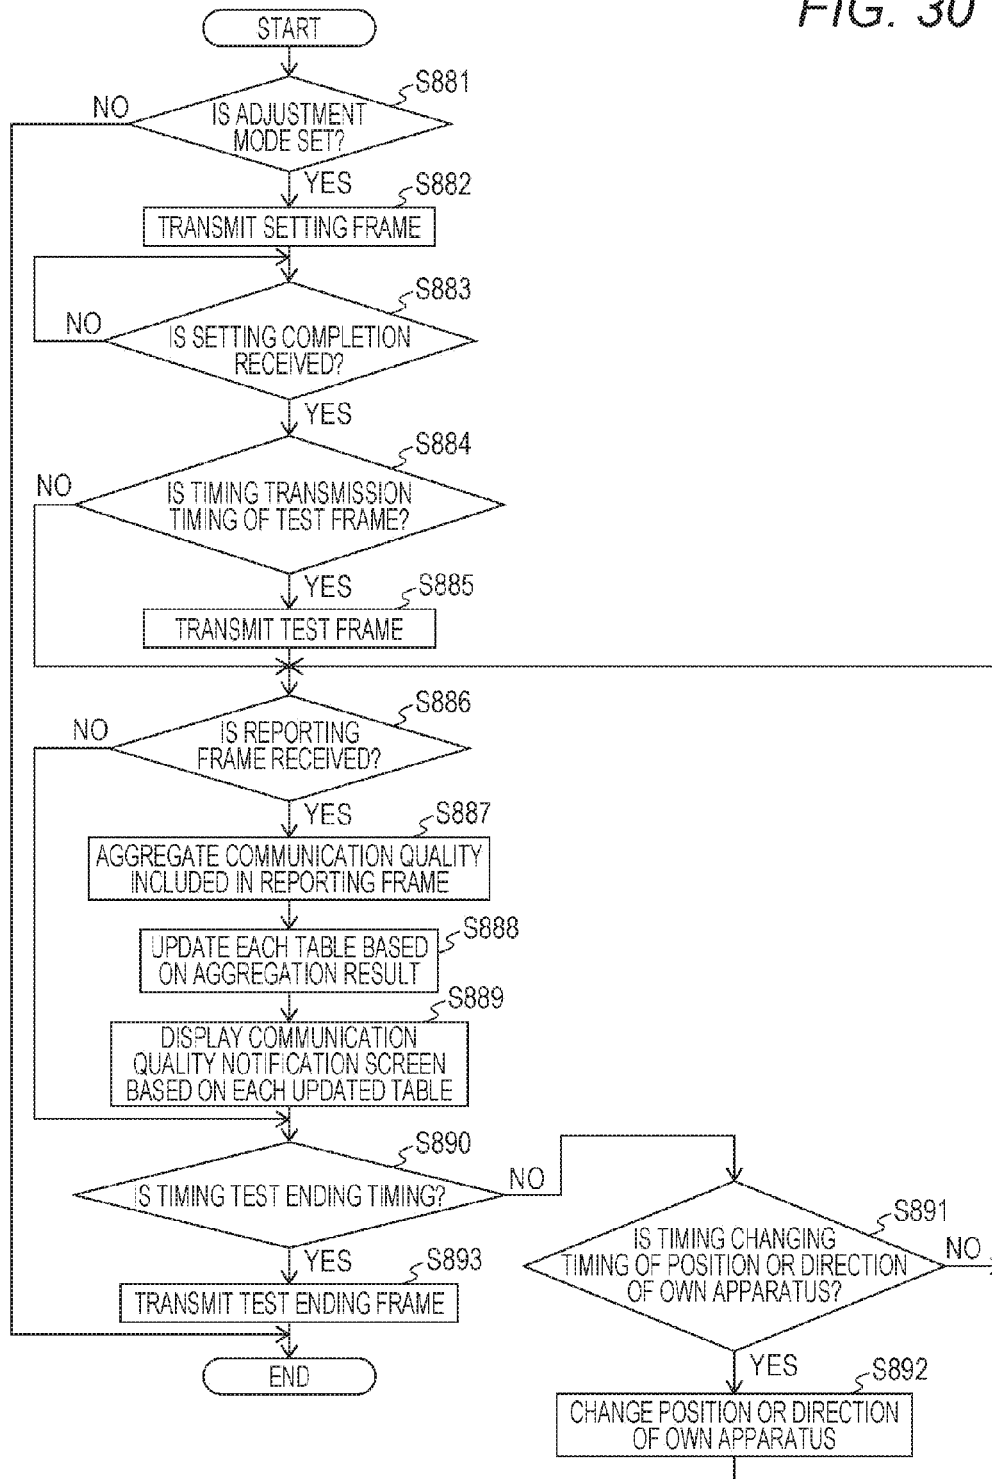 FIG. 30
START
S881
NO
IS ADJUSTMENT
MODE SET?
YES
S882
TRANSMIT SETTING FRAME
S883
NO
IS SETTING COMPLETION
RECEIVED?
YES
S884
NO
IS TIMING TRANSMISSION
TIMING OF TEST FRAME?
YES
S885
TRANSMIT TEST FRAME
S886
NO
IS REPORTING
FRAME RECEIVED?
YES
S887
AGGREGATE COMMUNICATION QUALITY
INCLUDED IN REPORTING FRAME
S888
UPDATE EACH TABLE BASED
ON AGGREGATION RESULT
S889
DISPLAY COMMUNICATION
QUALITY NOTIFICATION SCREEN
BASED ON EACH UPDATED TABLE
S890
NO
IS TIMING TEST ENDING TIMING?
YES
S893
TRANSMIT TEST ENDING FRAME
END
S891
IS TIMING CHANGING
TIMING OF POSITION OR DIRECTION
OF OWN APPARATUS?
NO
YES
S892
CHANGE POSITION OR DIRECTION
OF OWN APPARATUS